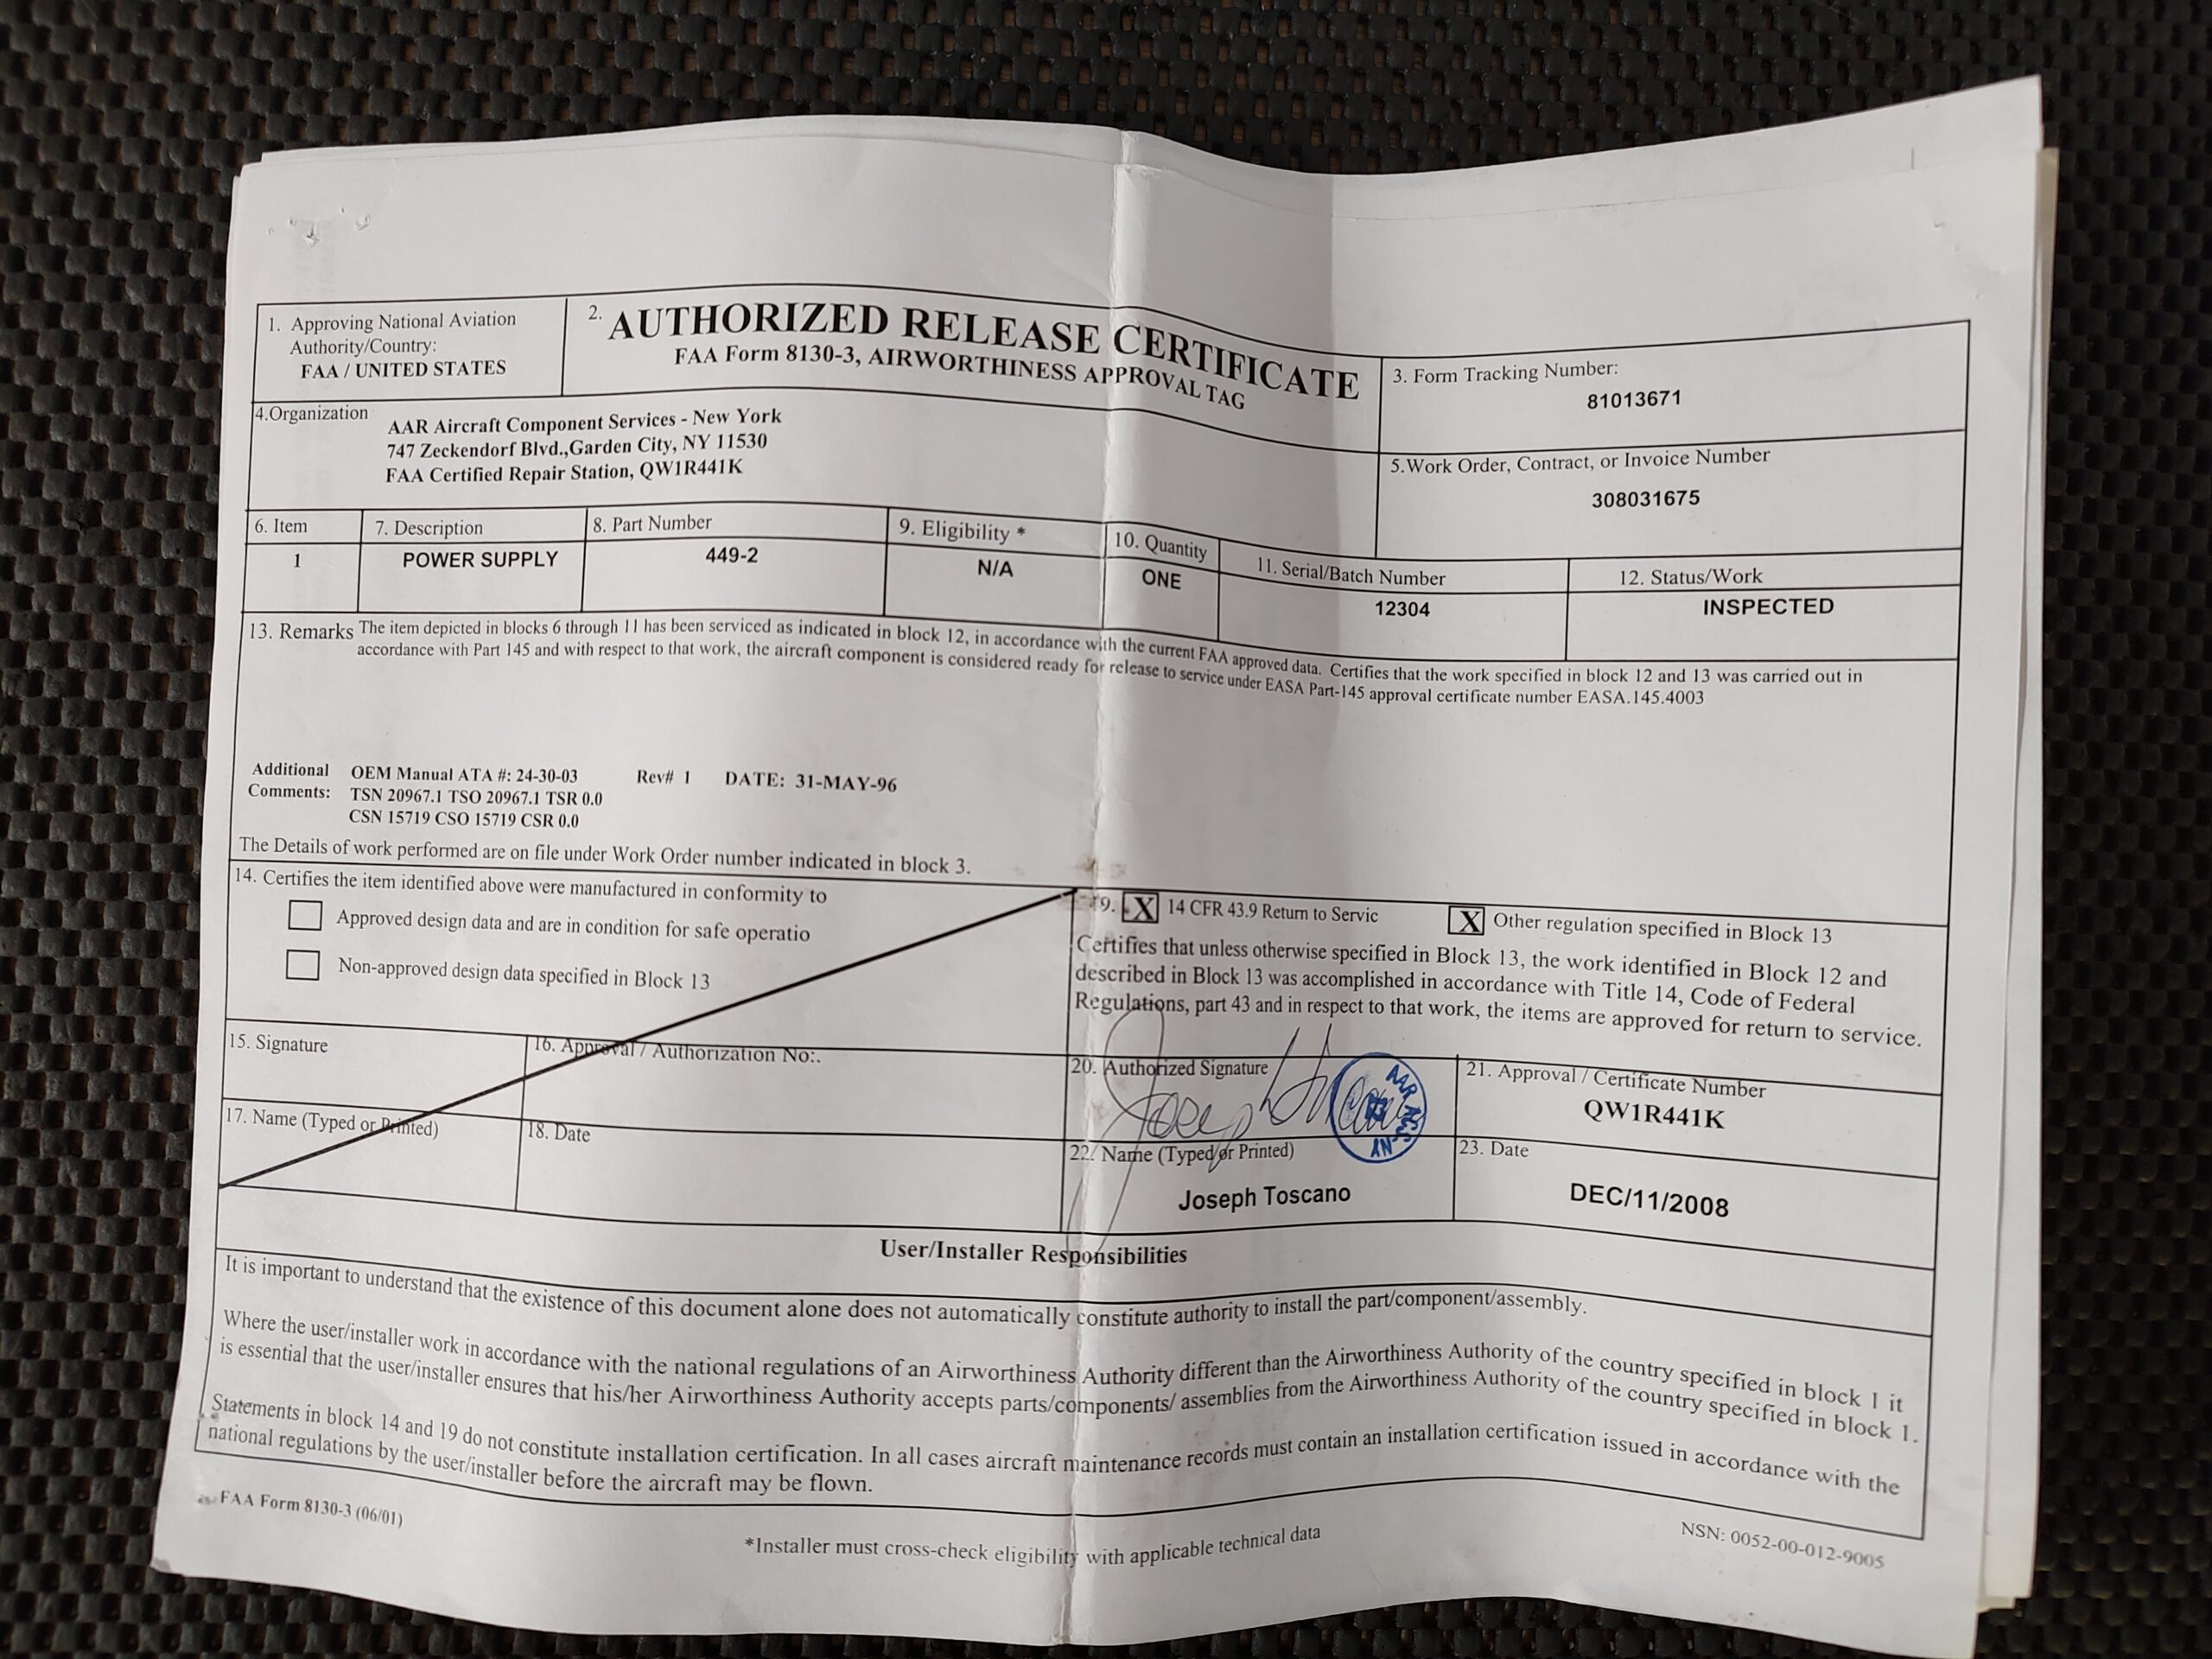 1. Approving National Aviation
Authority/Country:
FAA / UNITED STATES
2. AUTHORIZED RELEASE CERTIFICATE
FAA Form 8130-3, AIRWORTHINESS APPROVAL TAG
3. Form Tracking Number:
81013671
4.Organization
AAR Aircraft Component Services - New York
747 Zeckendorf Blvd.,Garden City, NY 11530
FAA Certified Repair Station, QW1R441K
5.Work Order, Contract, or Invoice Number
308031675
6. Item
7. Description
8. Part Number
9. Eligibility *
10. Quantity
11. Serial/Batch Number
12. Status/Work
1
POWER SUPPLY
449-2
N/A
ONE
12304
INSPECTED
13. Remarks The item depicted in blocks 6 through 11 has been serviced as indicated in block 12, in accordance with the current FAA approved data. Certifies that the work specified in block 12 and 13 was carried out in
accordance with Part 145 and with respect to that work, the aircraft component is considered ready for release to service under EASA Part-145 approval certificate number EASA.145.4003
Additional OEM Manual ATA #: 24-30-03 Rev# 1 DATE: 31-MAY-96
Comments: TSN 20967.1 TSO 20967.1 TSR 0.0
CSN 15719 CSO 15719 CSR 0.0
The Details of work performed are on file under Work Order number indicated in block 3.
14. Certifies the item identified above were manufactured in conformity to
Approved design data and are in condition for safe operatio
Non-approved design data specified in Block 13
15. Signature
16. Approval / Authorization No:.
17. Name (Typed or Printed)
18. Date
19. X 14 CFR 43.9 Return to Servic X Other regulation specified in Block 13
Certifies that unless otherwise specified in Block 13, the work identified in Block 12 and
described in Block 13 was accomplished in accordance with Title 14, Code of Federal
Regulations, part 43 and in respect to that work, the items are approved for return to service.
20. Authorized Signature
Joseph Toscano
AAR ACS-NY
21. Approval / Certificate Number
QW1R441K
22. Name (Typed or Printed)
Joseph Toscano
23. Date
DEC/11/2008
User/Installer Responsibilities
It is important to understand that the existence of this document alone does not automatically constitute authority to install the part/component/assembly.
Where the user/installer work in accordance with the national regulations of an Airworthiness Authority different than the Airworthiness Authority of the country specified in block 1 it
is essential that the user/installer ensures that his/her Airworthiness Authority accepts parts/components/ assemblies from the Airworthiness Authority of the country specified in block 1.
Statements in block 14 and 19 do not constitute installation certification. In all cases aircraft maintenance records must contain an installation certification issued in accordance with the
national regulations by the user/installer before the aircraft may be flown.
FAA Form 8130-3 (06/01)
*Installer must cross-check eligibility with applicable technical data
NSN: 0052-00-012-9005